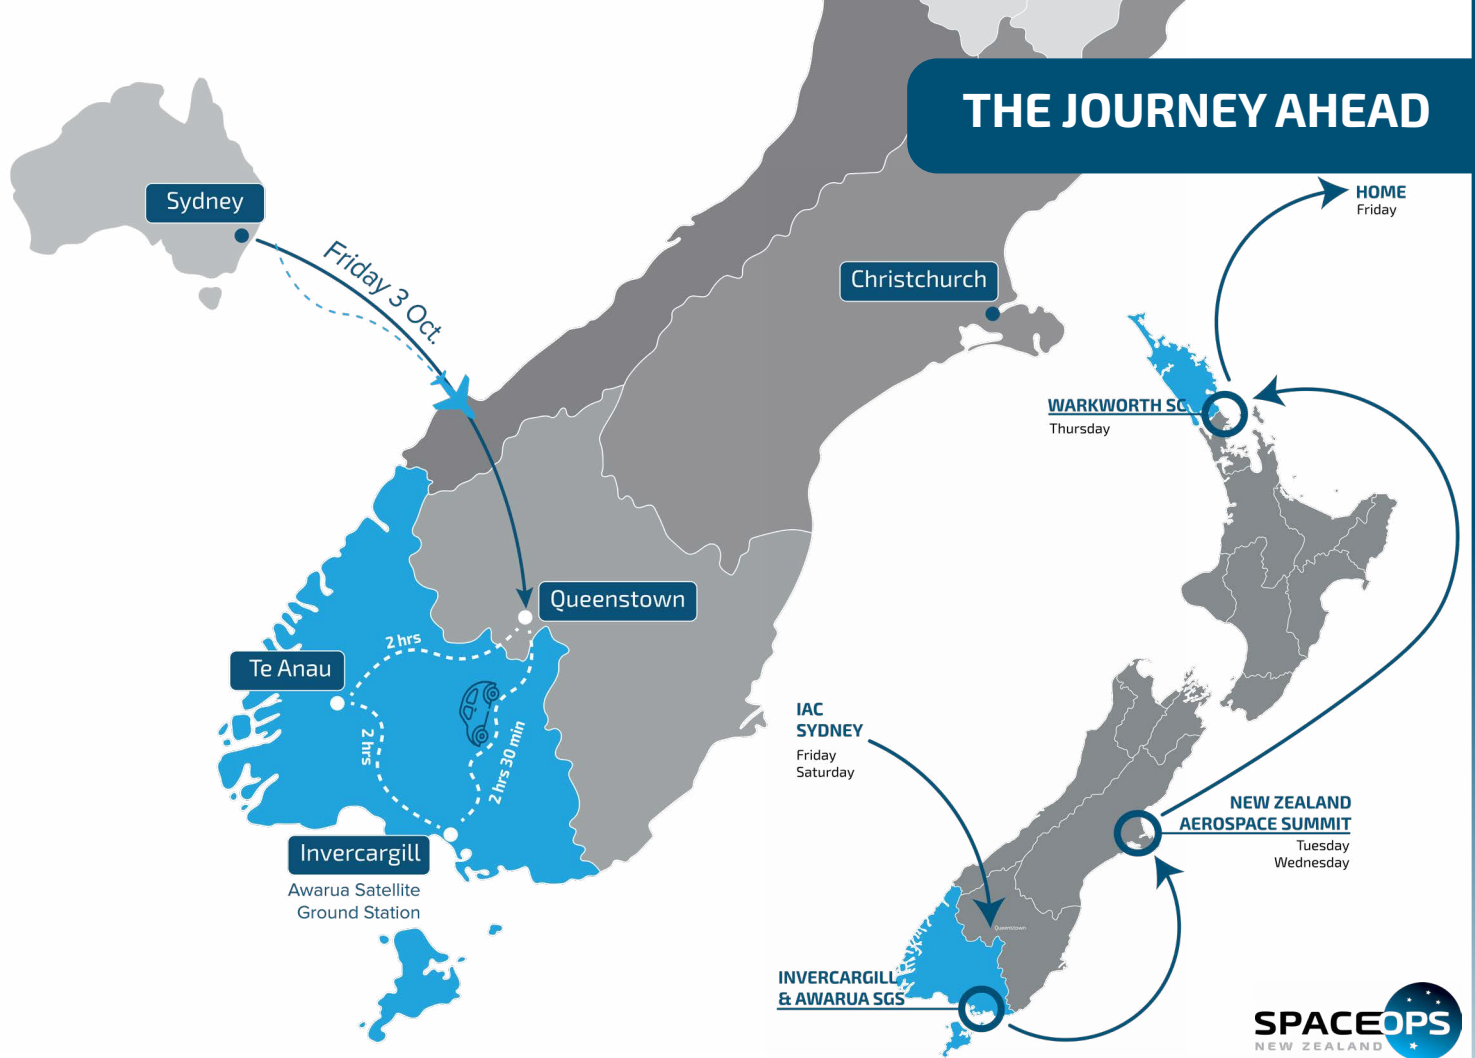 THE JOURNEY AHEAD
Sydney
Friday 3 Oct.
Christchurch
Queenstown
2 hrs
Te Anau
2 hrs
2 hrs 30 min
Invercargill
Awarua Satellite
Ground Station
HOME
Friday
WARKWORTH SC
Thursday
IAC
SYDNEY
Friday
Saturday
NEW ZEALAND
AEROSPACE SUMMIT
Tuesday
Wednesday
Queenstown
INVERCARGILL
& AWARUA SGS
SPACEOPS
NEW ZEALAND